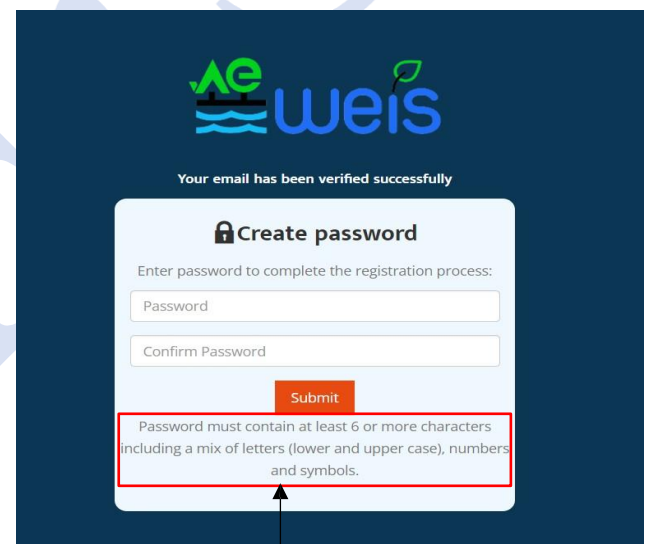 Ae
weis
Your email has been verified successfully
Create password
Enter password to complete the registration process:
Password
Confirm Password
Submit
Password must contain at least 6 or more characters
including a mix of letters (lower and upper case), numbers
and symbols.